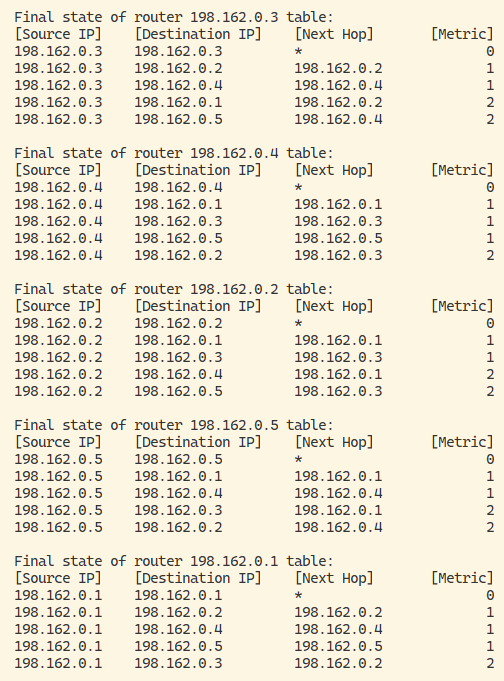 Final state of router 198.162.0.3 table:
[Source IP]    [Destination IP]    [Next Hop]       [Metric]
198.162.0.3    198.162.0.3         *                       0
198.162.0.3    198.162.0.2         198.162.0.2             1
198.162.0.3    198.162.0.4         198.162.0.4             1
198.162.0.3    198.162.0.1         198.162.0.2             2
198.162.0.3    198.162.0.5         198.162.0.4             2

Final state of router 198.162.0.4 table:
[Source IP]    [Destination IP]    [Next Hop]       [Metric]
198.162.0.4    198.162.0.4         *                       0
198.162.0.4    198.162.0.1         198.162.0.1             1
198.162.0.4    198.162.0.3         198.162.0.3             1
198.162.0.4    198.162.0.5         198.162.0.5             1
198.162.0.4    198.162.0.2         198.162.0.3             2

Final state of router 198.162.0.2 table:
[Source IP]    [Destination IP]    [Next Hop]       [Metric]
198.162.0.2    198.162.0.2         *                       0
198.162.0.2    198.162.0.1         198.162.0.1             1
198.162.0.2    198.162.0.3         198.162.0.3             1
198.162.0.2    198.162.0.4         198.162.0.1             2
198.162.0.2    198.162.0.5         198.162.0.3             2

Final state of router 198.162.0.5 table:
[Source IP]    [Destination IP]    [Next Hop]       [Metric]
198.162.0.5    198.162.0.5         *                       0
198.162.0.5    198.162.0.1         198.162.0.1             1
198.162.0.5    198.162.0.4         198.162.0.4             1
198.162.0.5    198.162.0.3         198.162.0.1             2
198.162.0.5    198.162.0.2         198.162.0.4             2

Final state of router 198.162.0.1 table:
[Source IP]    [Destination IP]    [Next Hop]       [Metric]
198.162.0.1    198.162.0.1         *                       0
198.162.0.1    198.162.0.2         198.162.0.2             1
198.162.0.1    198.162.0.4         198.162.0.4             1
198.162.0.1    198.162.0.5         198.162.0.5             1
198.162.0.1    198.162.0.3         198.162.0.2             2